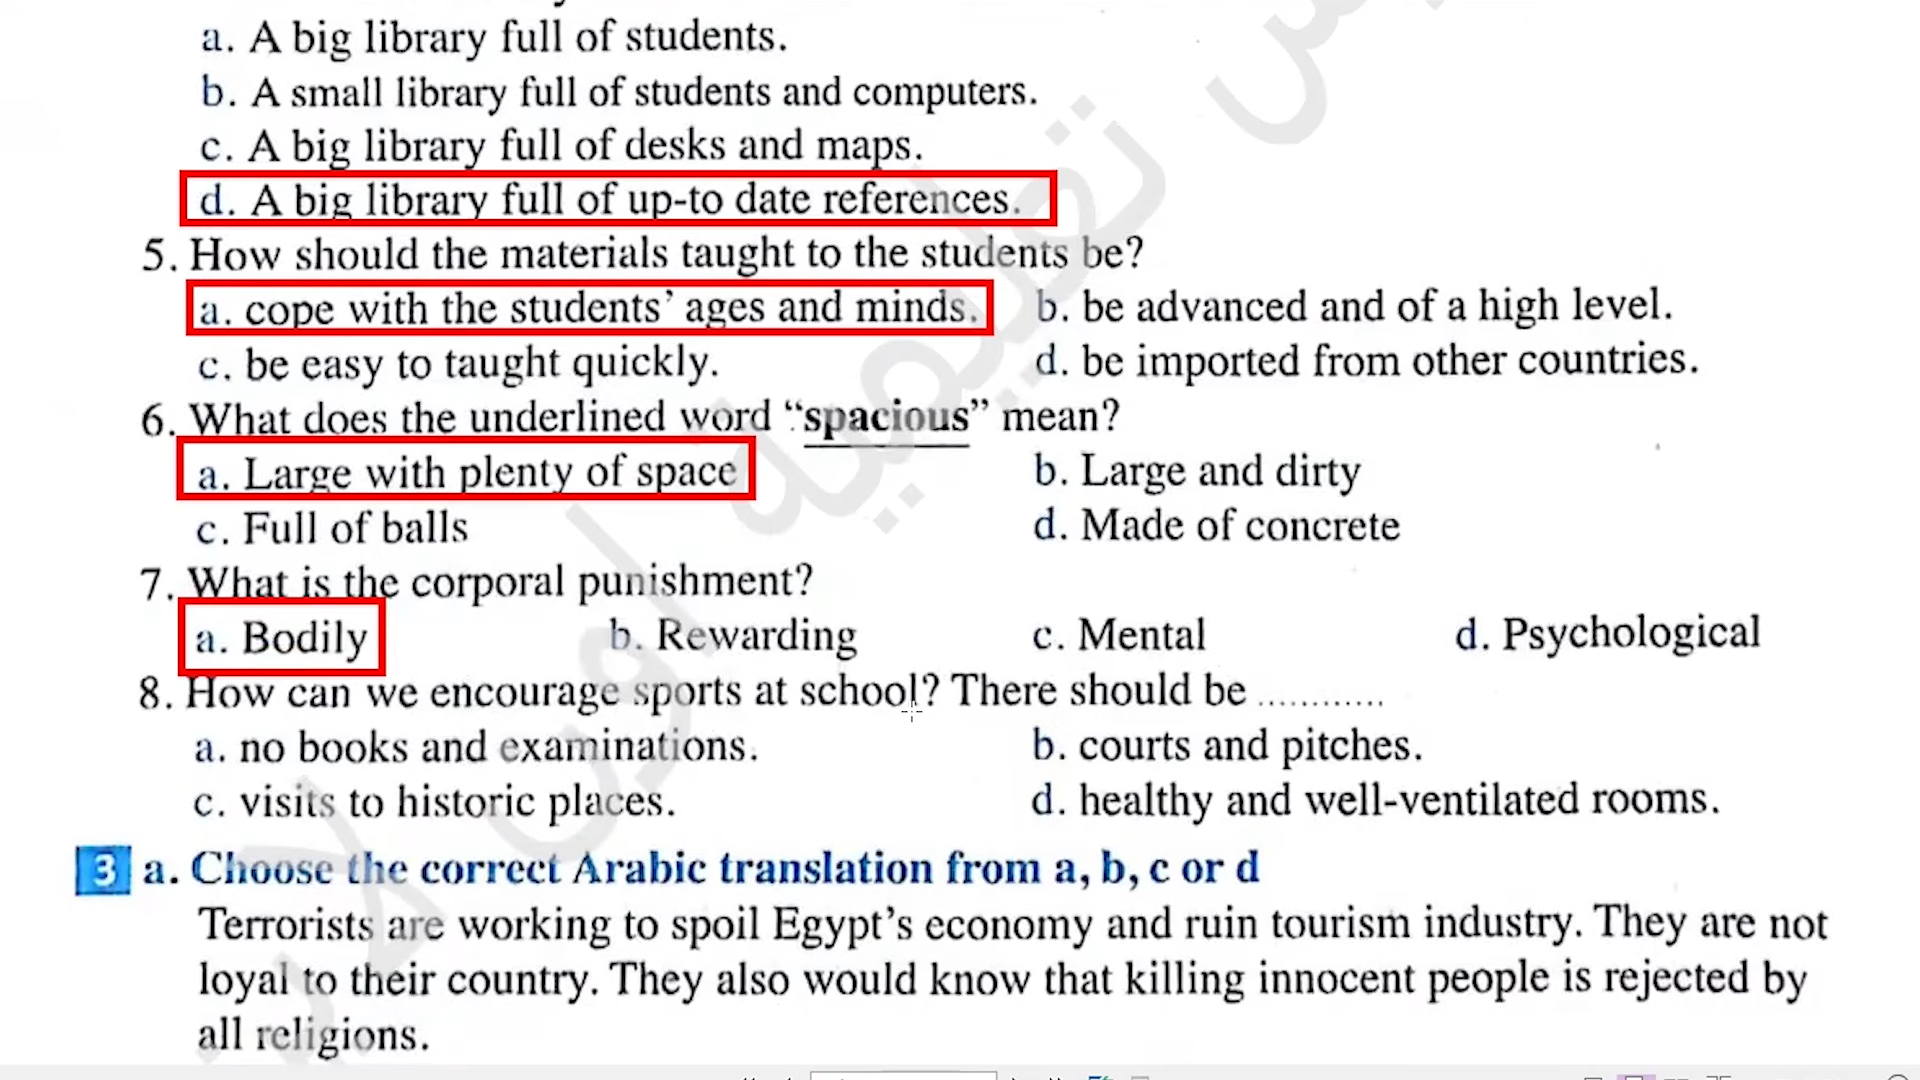 a. A big library full of students.
b. A small library full of students and computers.
c. A big library full of desks and maps.
d. A big library full of up-to date references.
5. How should the materials taught to the students be?
a. cope with the students' ages and minds. b. be advanced and of a high level.
c. be easy to taught quickly. d. be imported from other countries.
6. What does the underlined word “spacious” mean?
a. Large with plenty of space b. Large and dirty
c. Full of balls d. Made of concrete
7. What is the corporal punishment?
a. Bodily b. Rewarding c. Mental d. Psychological
8. How can we encourage sports at school? There should be ............
a. no books and examinations. b. courts and pitches.
c. visits to historic places. d. healthy and well-ventilated rooms.
3 a. Choose the correct Arabic translation from a, b, c or d
Terrorists are working to spoil Egypt's economy and ruin tourism industry. They are not
loyal to their country. They also would know that killing innocent people is rejected by
all religions.
تعليمية اون لاين